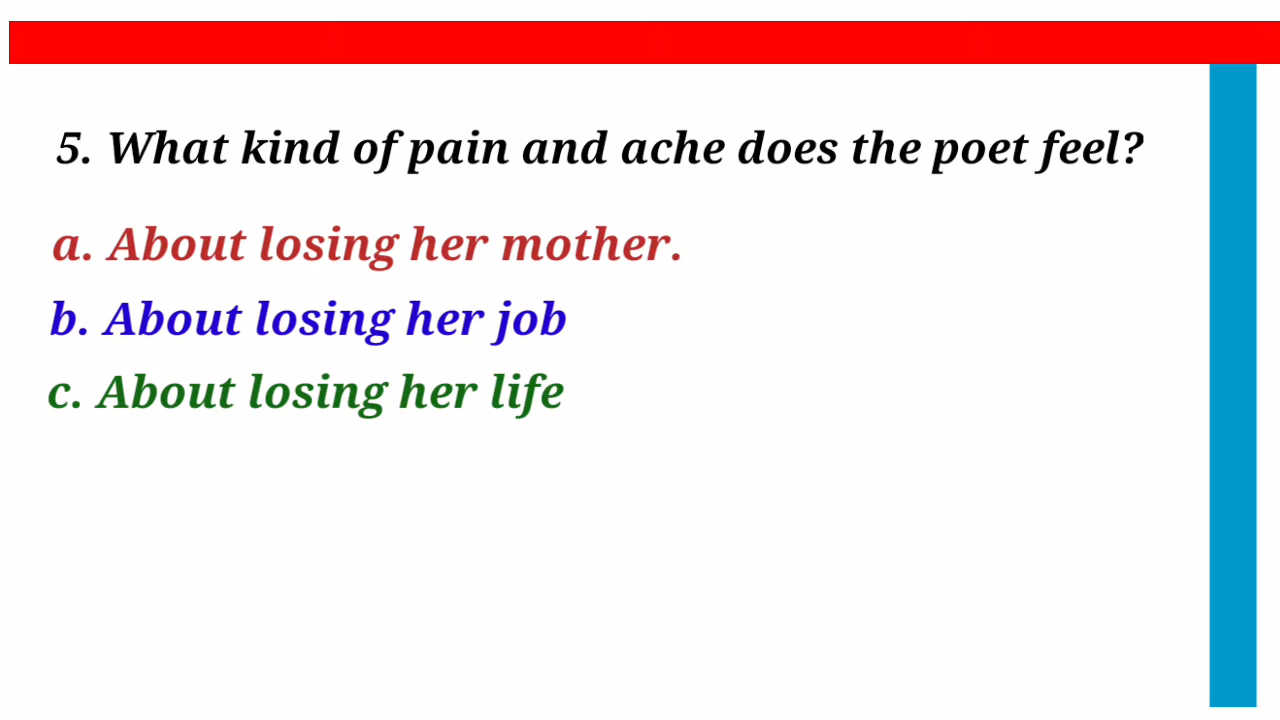 5. What kind of pain and ache does the poet feel?
a. About losing her mother.
b. About losing her job
c. About losing her life